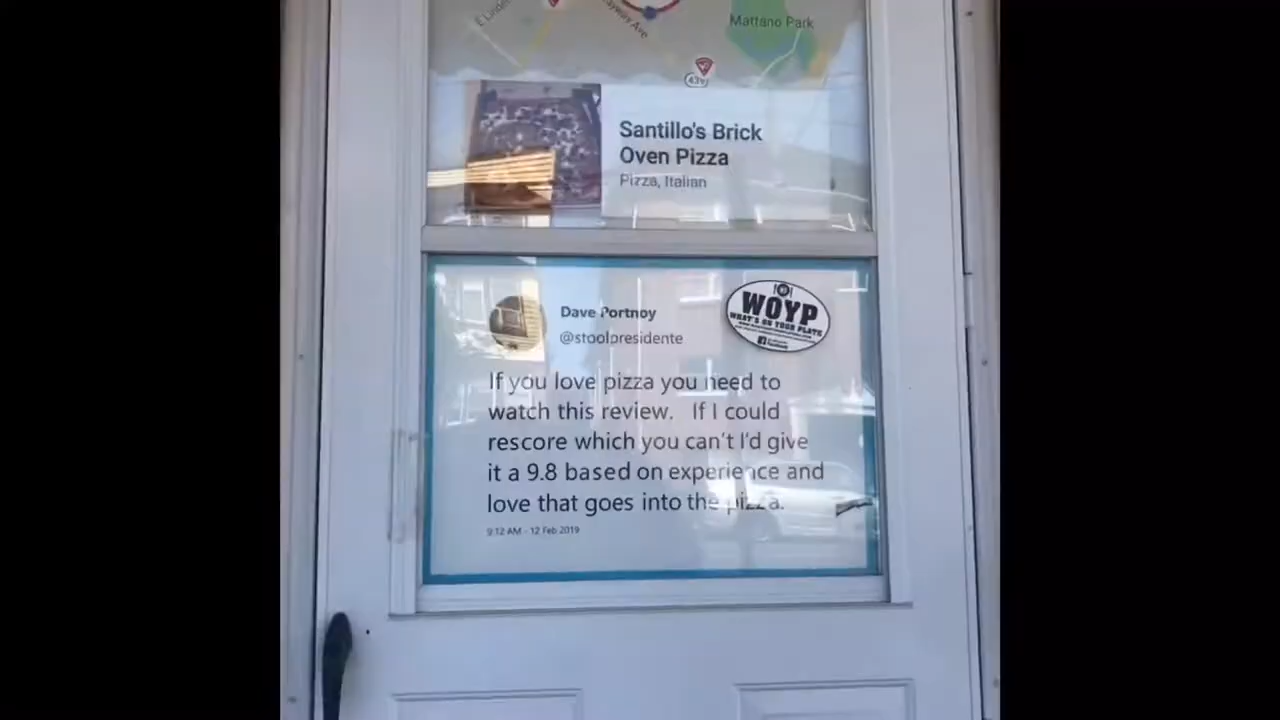 E Linden
Mattano Park
439
Santillo's Brick
Oven Pizza
Pizza, Italian
Dave Portnoy
@stoolpresidente
WOYP
WHAT'S ON YOUR PLATE
If you love pizza you need to
watch this review. If I could
rescore which you can't I'd give
it a 9.8 based on experience and
love that goes into the pizza.
9:12 AM - 12 Feb 2019